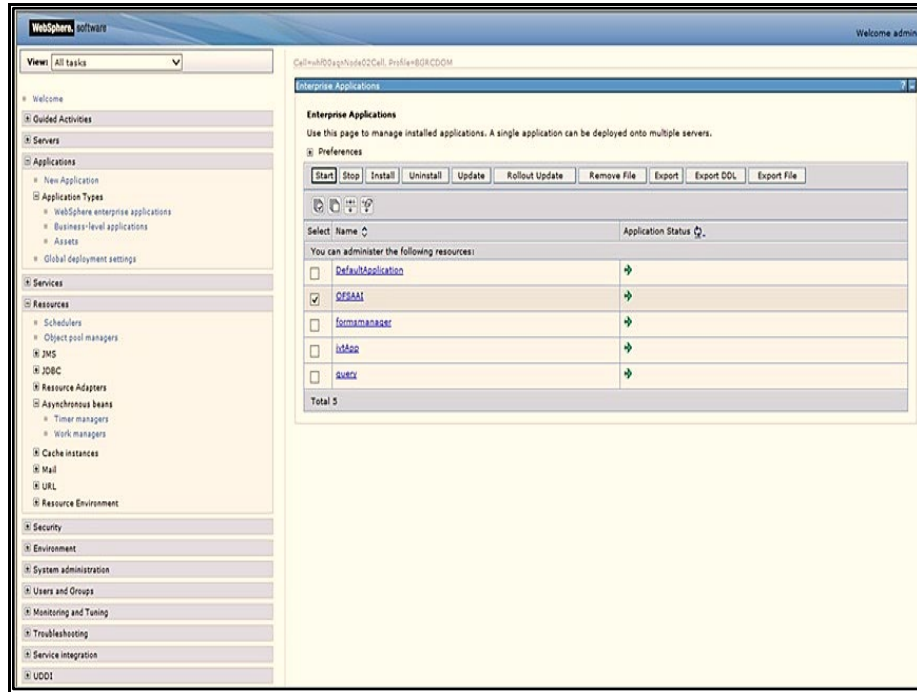 WebSphere. software
Welcome admin
View: All tasks
Welcome
Guided Activities
Servers
Applications
New Application
Application Types
WebSphere enterprise applications
Business-level applications
Assets
Global deployment settings
Services
Resources
Schedulers
Object pool managers
JMS
JDBC
Resource Adapters
Asynchronous beans
Timer managers
Work managers
Cache instances
Mail
URL
Resource Environment
Security
Environment
System administration
Users and Groups
Monitoring and Tuning
Troubleshooting
Service integration
UDDI
Enterprise Applications ?
Enterprise Applications
Use this page to manage installed applications. A single application can be deployed onto multiple servers.
Preferences
Start Stop Install Uninstall Update Rollout Update Remove File Export Export DDL Export File
Select Name Application Status
You can administer the following resources:
DefaultApplication
OFSAAI
formsmanager
ivtApp
query
Total 5